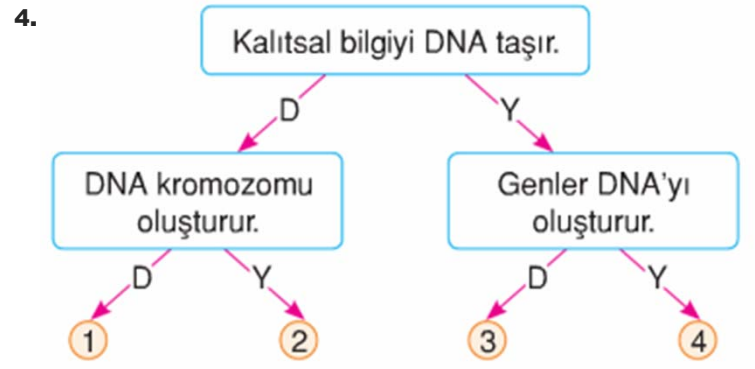 4.
Kalıtsal bilgiyi DNA taşır.
D
Y
DNA kromozomu
oluşturur.
Genler DNA'yı
oluşturur.
D
Y
D
Y
1
2
3
4